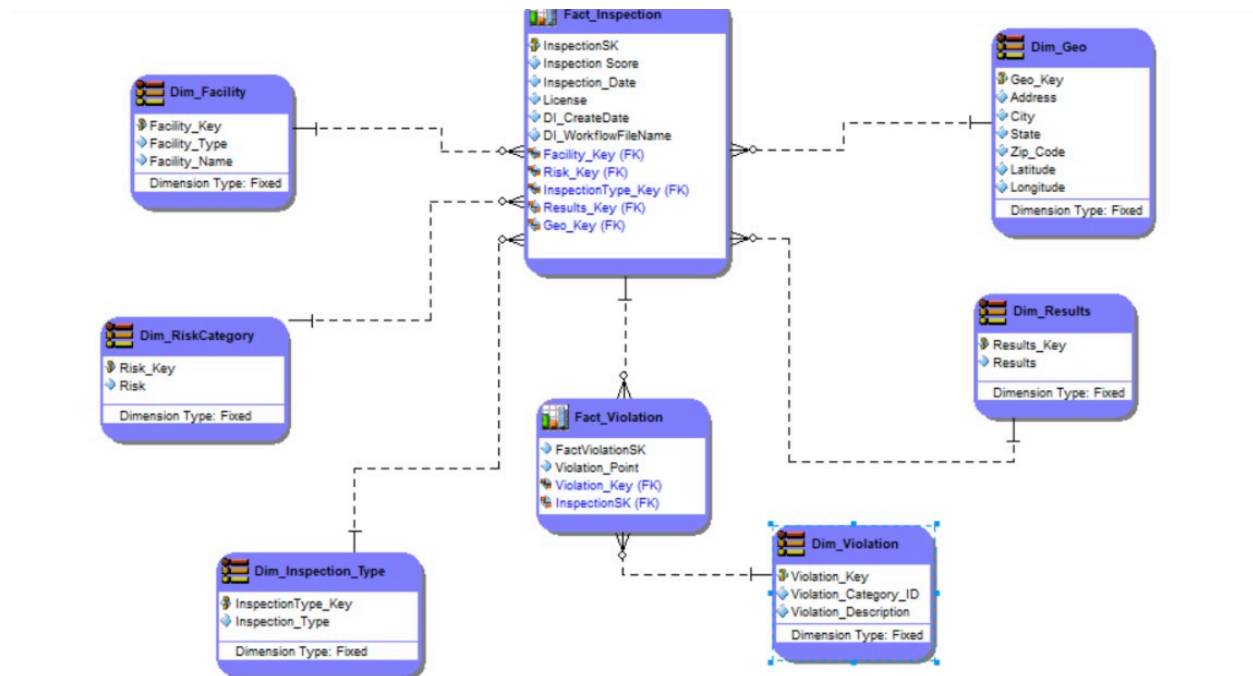 Fact_Inspection
InspectionSK
Inspection Score
Inspection_Date
License
DI_CreateDate
DI_WorkflowFileName
Facility_Key (FK)
Risk_Key (FK)
InspectionType_Key (FK)
Results_Key (FK)
Geo_Key (FK)
Dim_Geo
Geo_Key
Address
City
State
Zip_Code
Latitude
Longitude
Dimension Type: Fixed
Dim_Facility
Facility_Key
Facility_Type
Facility_Name
Dimension Type: Fixed
Dim_RiskCategory
Risk_Key
Risk
Dimension Type: Fixed
Dim_Results
Results_Key
Results
Dimension Type: Fixed
Fact_Violation
FactViolationSK
Violation_Point
Violation_Key (FK)
InspectionSK (FK)
Dim_Inspection_Type
InspectionType_Key
Inspection_Type
Dimension Type: Fixed
Dim_Violation
Violation_Key
Violation_Category_ID
Violation_Description
Dimension Type: Fixed